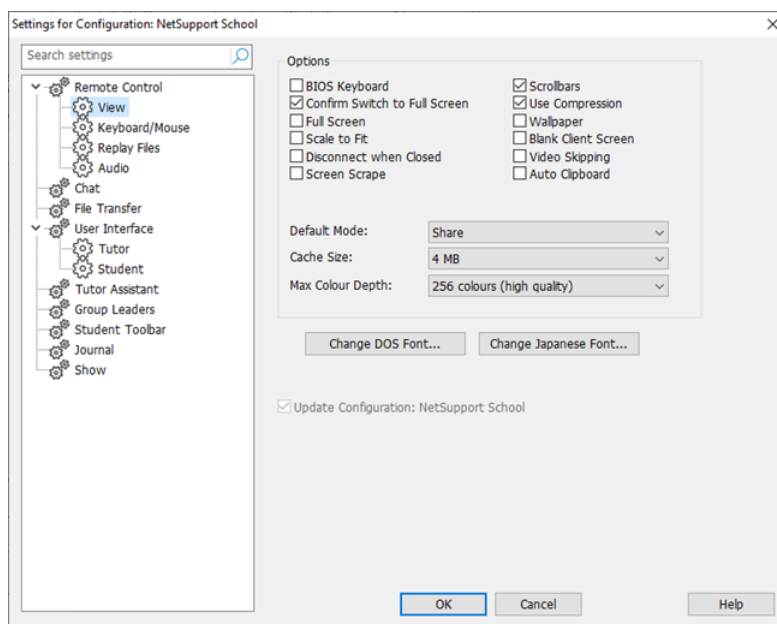 Settings for Configuration: NetSupport School
Search settings
Remote Control
View
Keyboard/Mouse
Replay Files
Audio
Chat
File Transfer
User Interface
Tutor
Student
Tutor Assistant
Group Leaders
Student Toolbar
Journal
Show
Options
BIOS Keyboard
Confirm Switch to Full Screen
Full Screen
Scale to Fit
Disconnect when Closed
Screen Scrape
Scrollbars
Use Compression
Wallpaper
Blank Client Screen
Video Skipping
Auto Clipboard
Default Mode: Share
Cache Size: 4 MB
Max Colour Depth: 256 colours (high quality)
Change DOS Font... Change Japanese Font...
Update Configuration: NetSupport School
OK Cancel Help